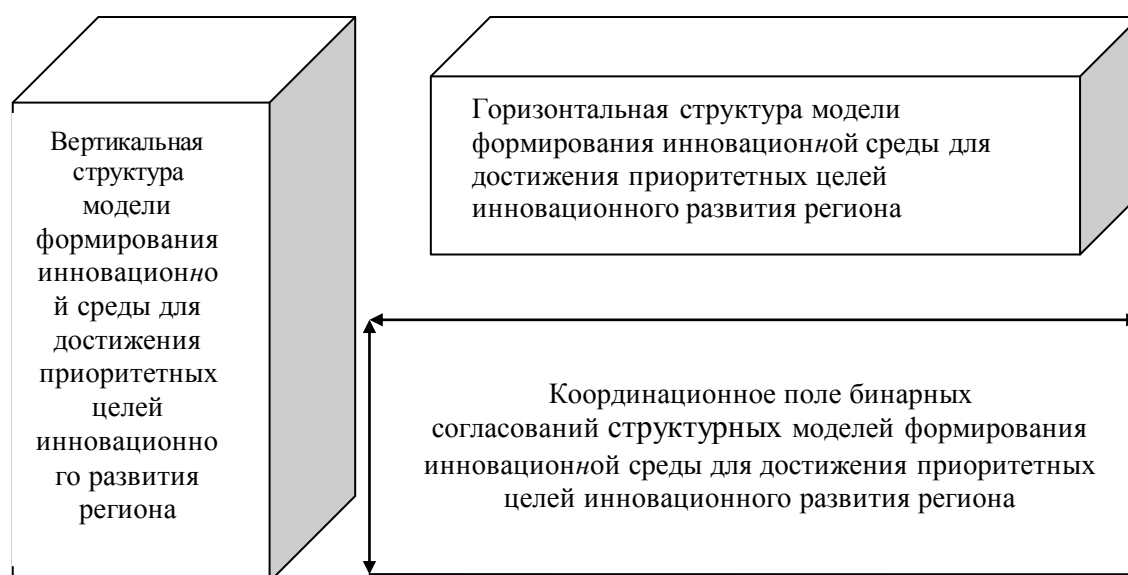 Вертикальная
структура
модели
формирования
инновационно
й среды для
достижения
приоритетных
целей
инновационно
го развития
региона
Горизонтальная структура модели
формирования инновационной среды для
достижения приоритетных целей
инновационного развития региона
Координационное поле бинарных
согласований структурных моделей формирования
инновационной среды для достижения приоритетных
целей инновационного развития региона